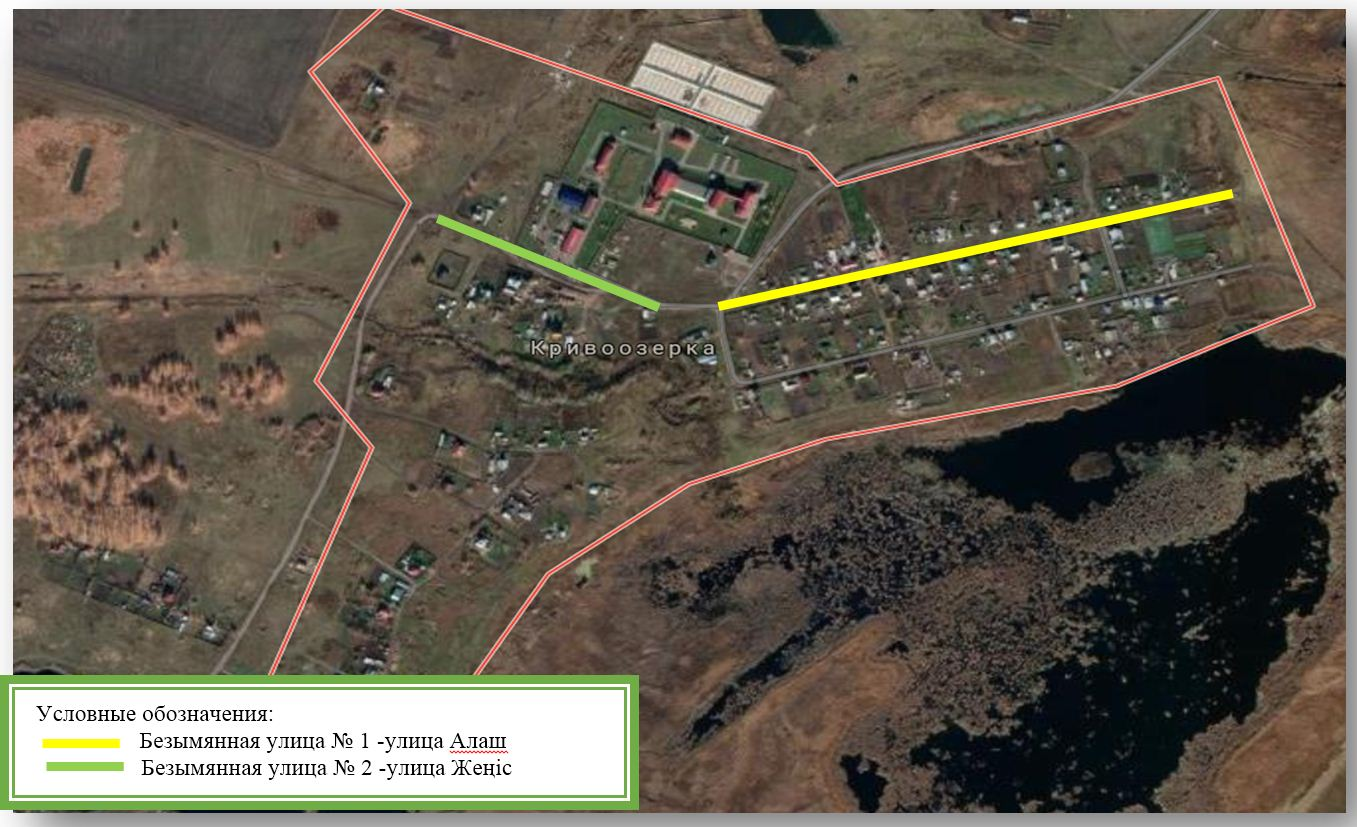 Кривоозерка
Условные обозначения:
Безымянная улица № 1 -улица Алаш
Безымянная улица № 2 -улица Жеңіс